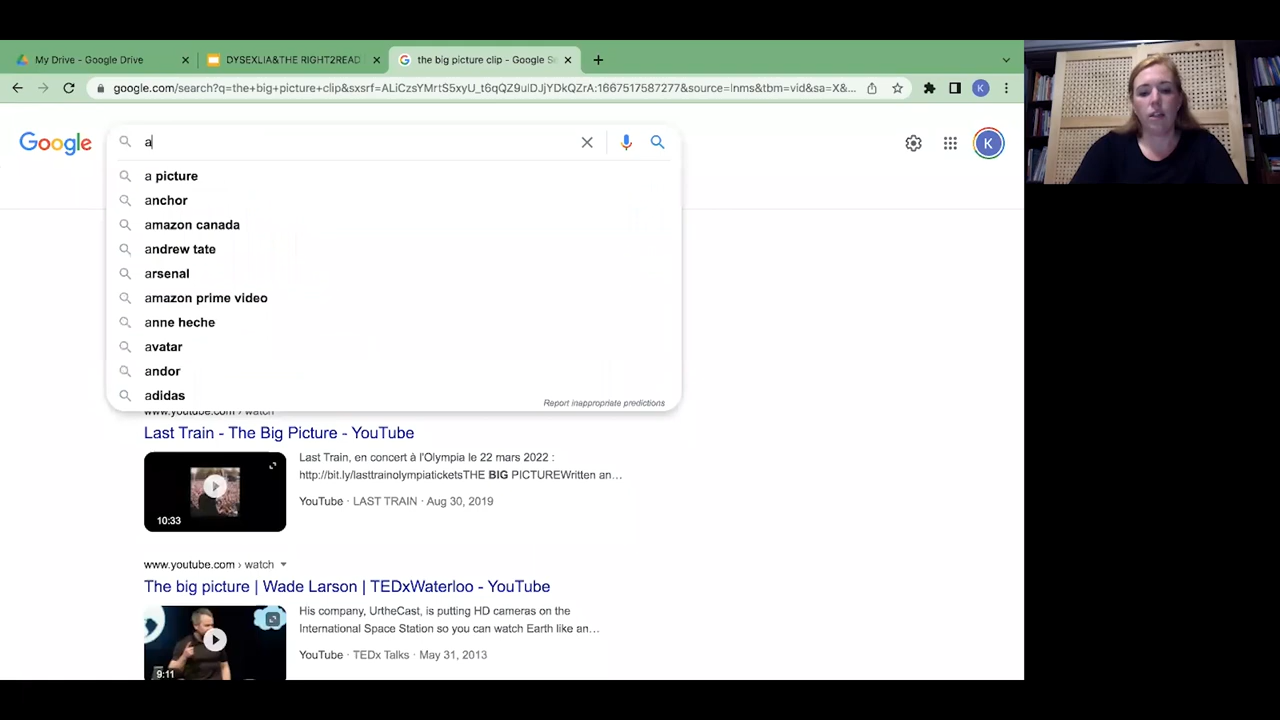 My Drive - Google Drive
DYSEXLIA&THE RIGHT2READ
the big picture clip - Google Se
google.com/search?q=the+big+picture+clip&sxsrf=ALiCzsYMrtS5xyU_t6qQZ9uIDJjYDkQZrA:1667517587277&source=lnms&tbm=vid&sa=X&...
K
Google
a
K
a picture
anchor
amazon canada
andrew tate
arsenal
amazon prime video
anne heche
avatar
andor
adidas
Report inappropriate predictions
www.youtube.com › watch
Last Train - The Big Picture - YouTube
Last Train, en concert à l'Olympia le 22 mars 2022 :
http://bit.ly/lasttrainolympiaticketsTHE BIG PICTUREWritten an...
YouTube · LAST TRAIN · Aug 30, 2019
10:33
www.youtube.com › watch
The big picture | Wade Larson | TEDxWaterloo - YouTube
His company, UrtheCast, is putting HD cameras on the
International Space Station so you can watch Earth like an...
YouTube · TEDx Talks · May 31, 2013
9:11